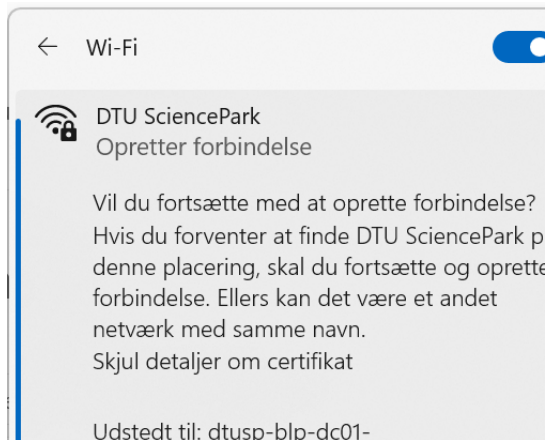 Wi-Fi
DTU SciencePark
Opretter forbindelse
Vil du fortsætte med at oprette forbindelse?
Hvis du forventer at finde DTU SciencePark p
denne placering, skal du fortsætte og oprette
forbindelse. Ellers kan det være et andet
netværk med samme navn.
Skjul detaljer om certifikat
Udstedt til: dtusp-blp-dc01-